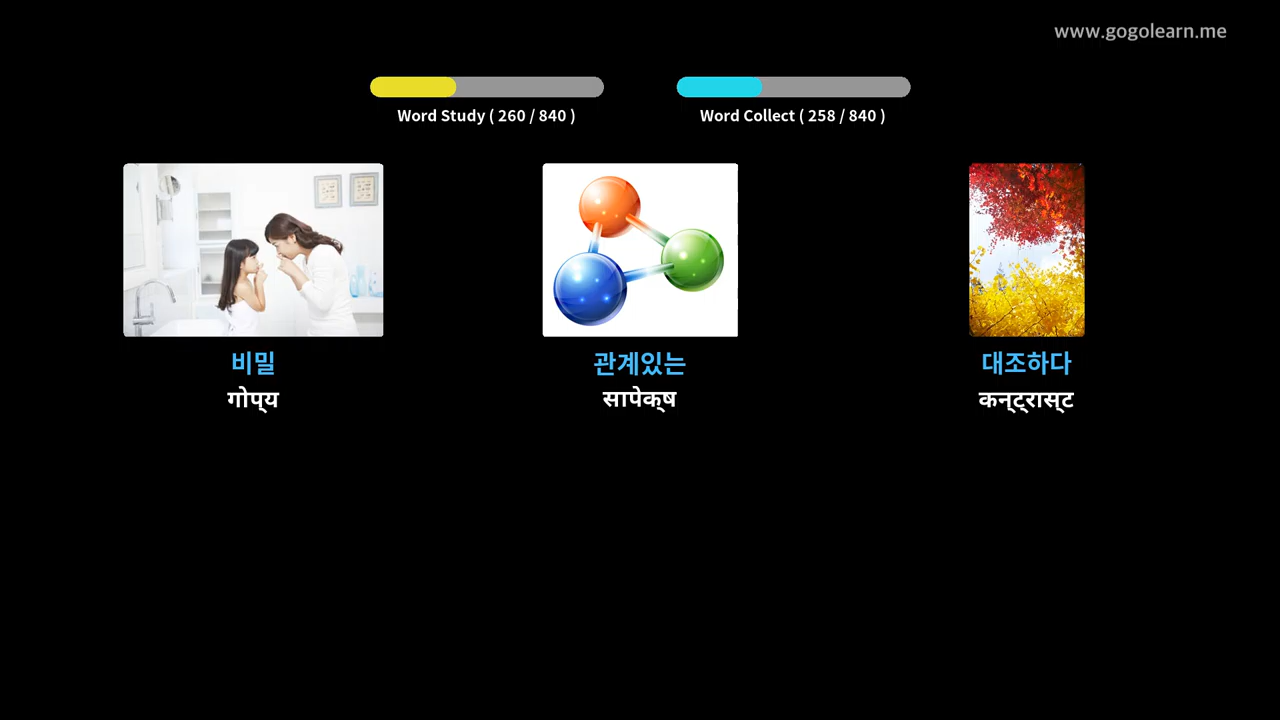 www.gogolearn.me
Word Study ( 260 / 840 )
Word Collect ( 258 / 840 )
비밀
관계있는
대조하다
गोप्‌य
सापेक्‌ष
कन्‌ट्‌रास्‌ट